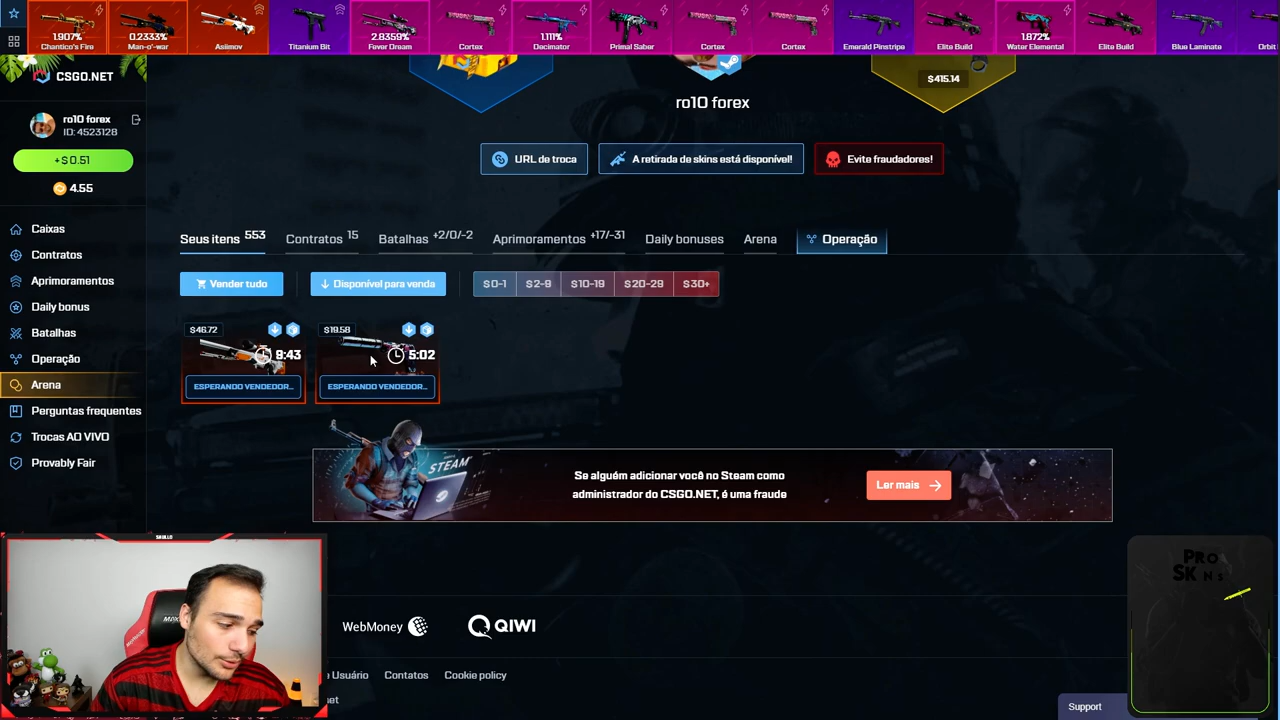 1.907%
Chantico's Fire
0.2333%
Man-o'-war
Asiimov
Titanium Bit
2.8359%
Fever Dream
Cortex
1.111%
Decimator
Primal Saber
Cortex
Cortex
Emerald Pinstripe
Elite Build
1.872%
Water Elemental
Elite Build
Blue Laminate
Orbit
CSGO.NET
ro10 forex
ID: 4523128
+$ 0.51
4.55
Caixas
Contratos
Aprimoramentos
Daily bonus
Batalhas
Operação
Arena
Perguntas frequentes
Trocas AO VIVO
Provably Fair
$415.14
ro10 forex
URL de troca
A retirada de skins está disponível!
Evite fraudadores!
Seus itens 553
Contratos 15
Batalhas +2/0/-2
Aprimoramentos +17/-31
Daily bonuses
Arena
Operação
Vender tudo
Disponível para venda
$0-1
$2-9
$10-19
$20-29
$30+
$46.72
9:43
ESPERANDO VENDEDOR...
$19.58
5:02
ESPERANDO VENDEDOR...
STEAM
Se alguém adicionar você no Steam como
administrador do CSGO.NET, é uma fraude
Ler mais
WebMoney
QIWI
Usuário
Contatos
Cookie policy
Support
PRO
SKINS